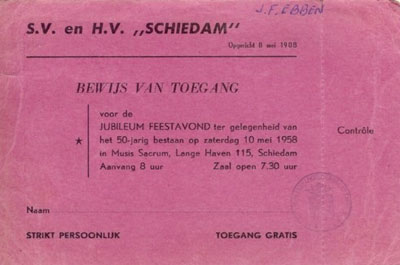 J.F. EBBEN
S.V. en H.V. „SCHIEDAM"
Opgericht 8 mei 1908
BEWIJS VAN TOEGANG
voor de
JUBILEUM FEESTAVOND ter gelegenheid van
het 50-jarig bestaan op zaterdag 10 mei 1958
★ in Musis Sacrum, Lange Haven 115, Schiedam
Aanvang 8 uur Zaal open 7.30 uur
Contrôle
Naam
STRIKT PERSOONLIJK TOEGANG GRATIS